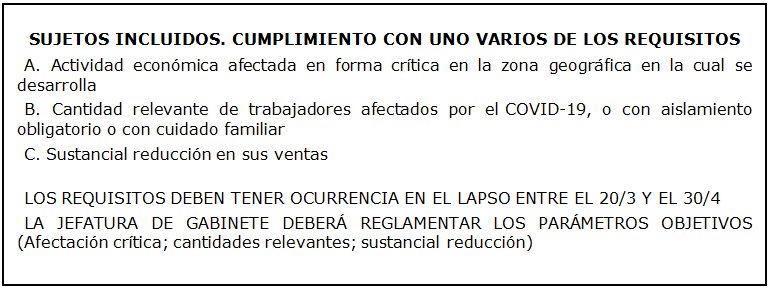 SUJETOS INCLUIDOS. CUMPLIMIENTO CON UNO VARIOS DE LOS REQUISITOS
A. Actividad económica afectada en forma crítica en la zona geográfica en la cual se
desarrolla
B. Cantidad relevante de trabajadores afectados por el COVID-19, o con aislamiento
obligatorio o con cuidado familiar
C. Sustancial reducción en sus ventas
LOS REQUISITOS DEBEN TENER OCURRENCIA EN EL LAPSO ENTRE EL 20/3 Y EL 30/4
LA JEFATURA DE GABINETE DEBERÁ REGLAMENTAR LOS PARÁMETROS OBJETIVOS
(Afectación crítica; cantidades relevantes; sustancial reducción)